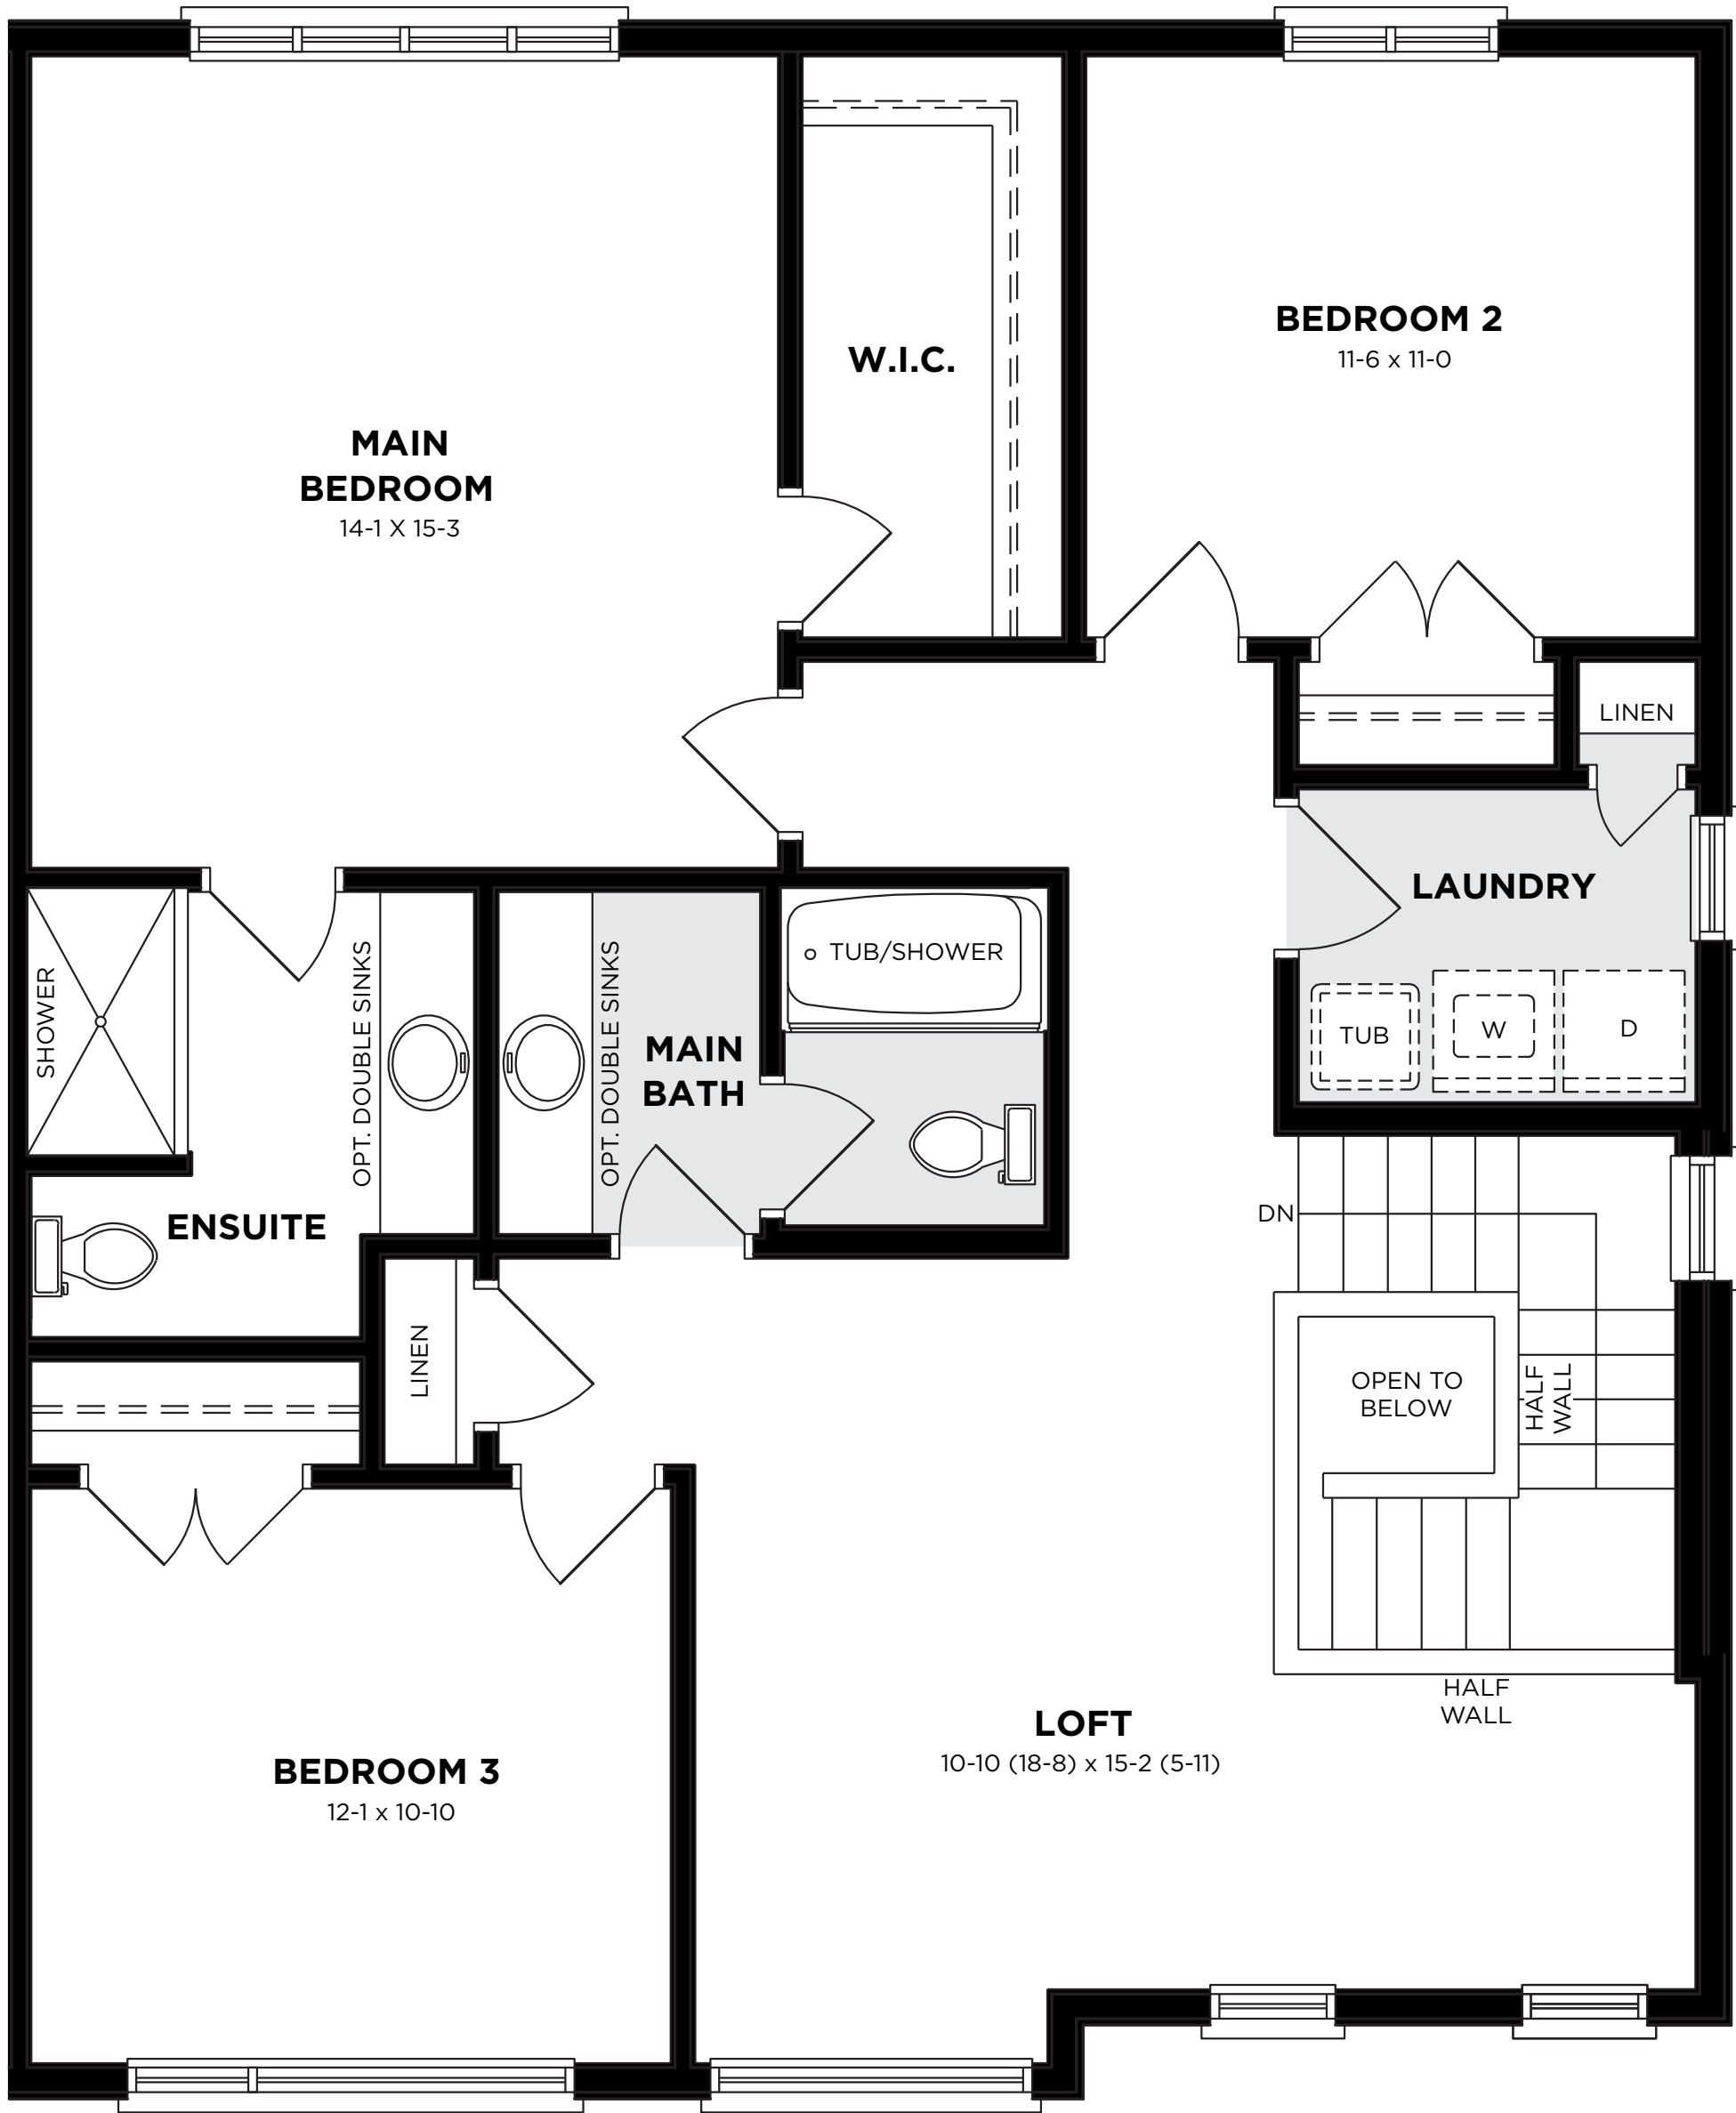 BEDROOM 2
11-6 x 11-0
W.I.C.
MAIN
BEDROOM
14-1 X 15-3
LINEN
LAUNDRY
TUB
W
D
TUB/SHOWER
SHOWER
OPT. DOUBLE SINKS
OPT. DOUBLE SINKS
MAIN
BATH
ENSUITE
DN
LINEN
OPEN TO
BELOW
HALF
WALL
HALF
WALL
LOFT
10-10 (18-8) x 15-2 (5-11)
BEDROOM 3
12-1 x 10-10